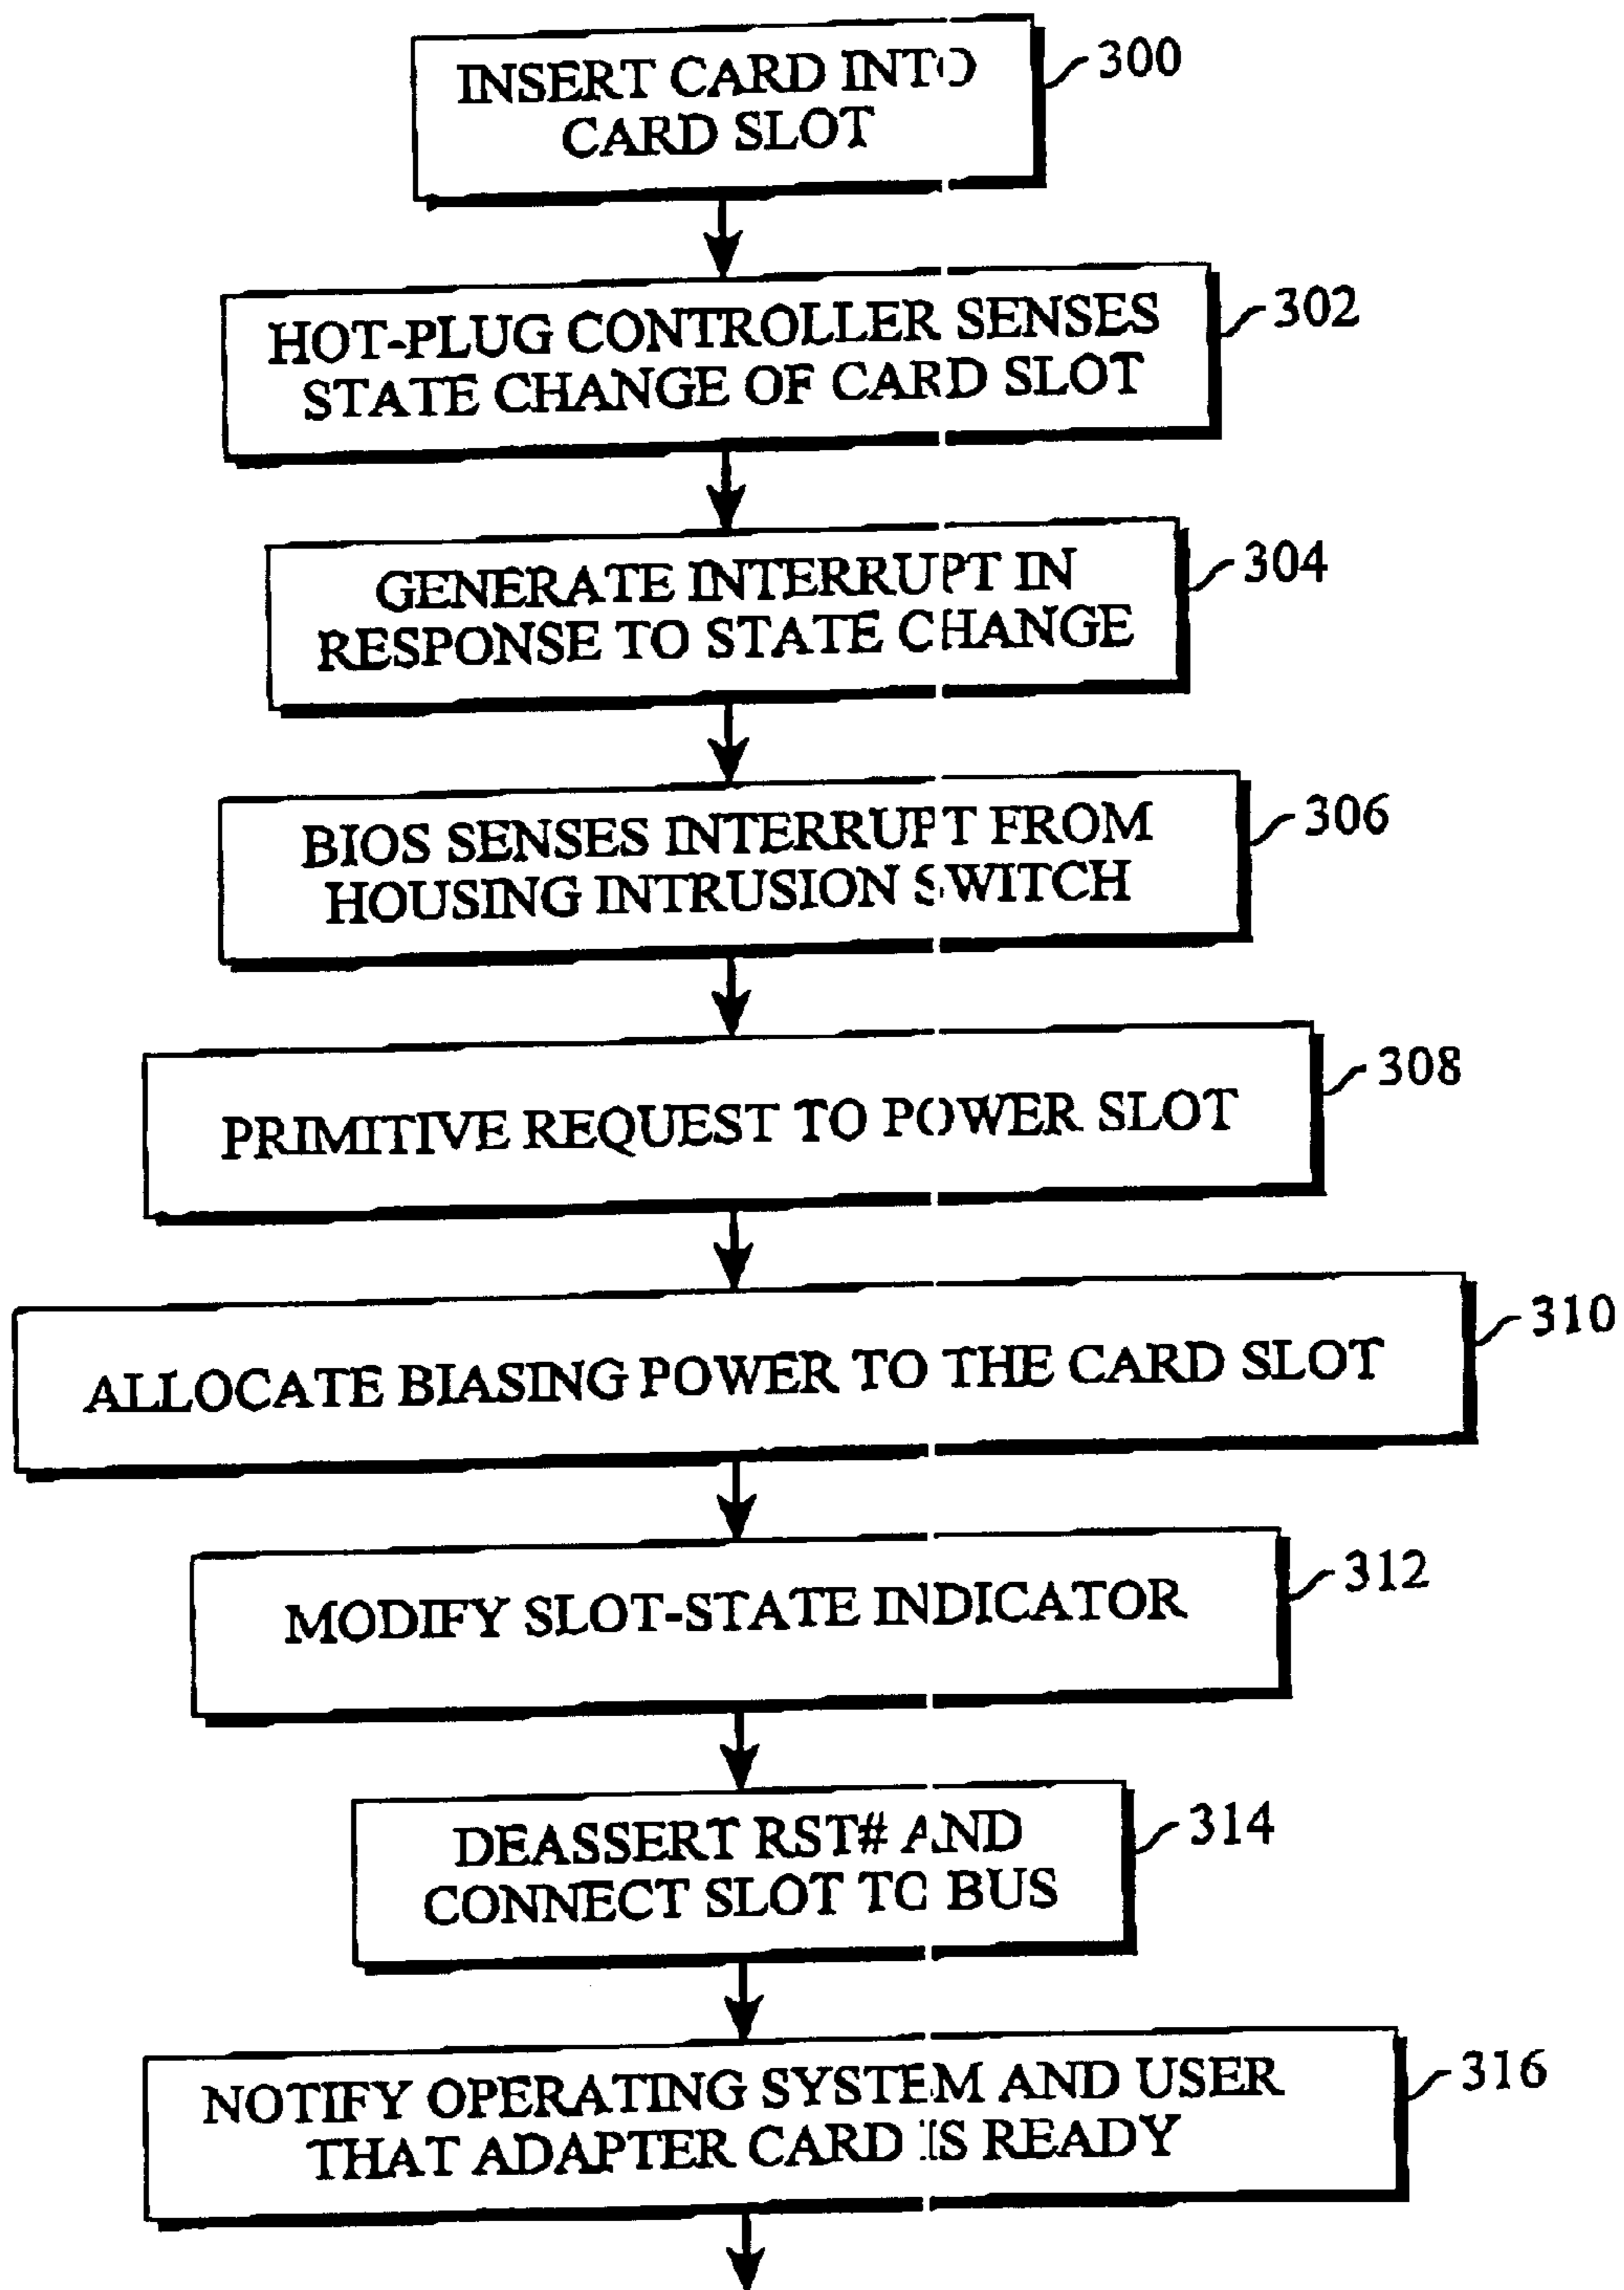 INSERT CARD INTO
CARD SLOT
300
HOT-PLUG CONTROLLER SENSES
STATE CHANGE OF CARD SLOT
302
GENERATE INTERRUPT IN
RESPONSE TO STATE CHANGE
304
BIOS SENSES INTERRUPT FROM
HOUSING INTRUSION SWITCH
306
PRIMITIVE REQUEST TO POWER SLOT
308
ALLOCATE BIASING POWER TO THE CARD SLOT
310
MODIFY SLOT-STATE INDICATOR
312
DEASSERT RST# AND
CONNECT SLOT TO BUS
314
NOTIFY OPERATING SYSTEM AND USER
THAT ADAPTER CARD IS READY
316